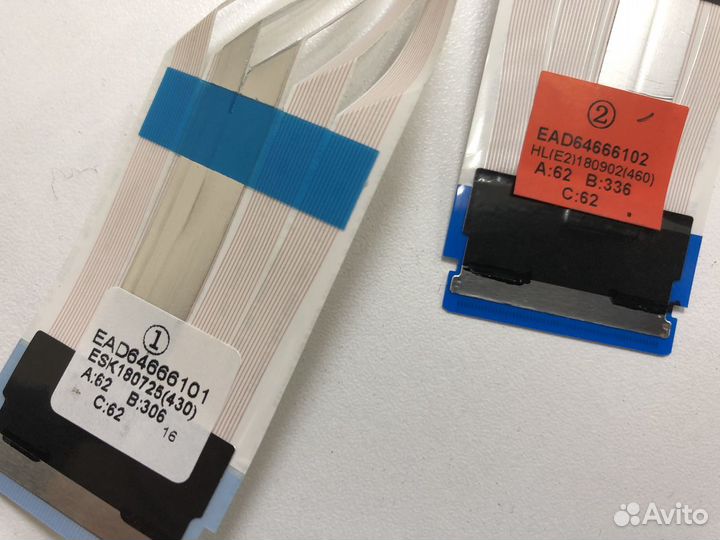 ①
EAD64666101
ESK180725(430)
A:62 B:306
C:62
16
②
EAD64666102
HL(E2)180902(460)
A:62 B:336
C:62
Avito